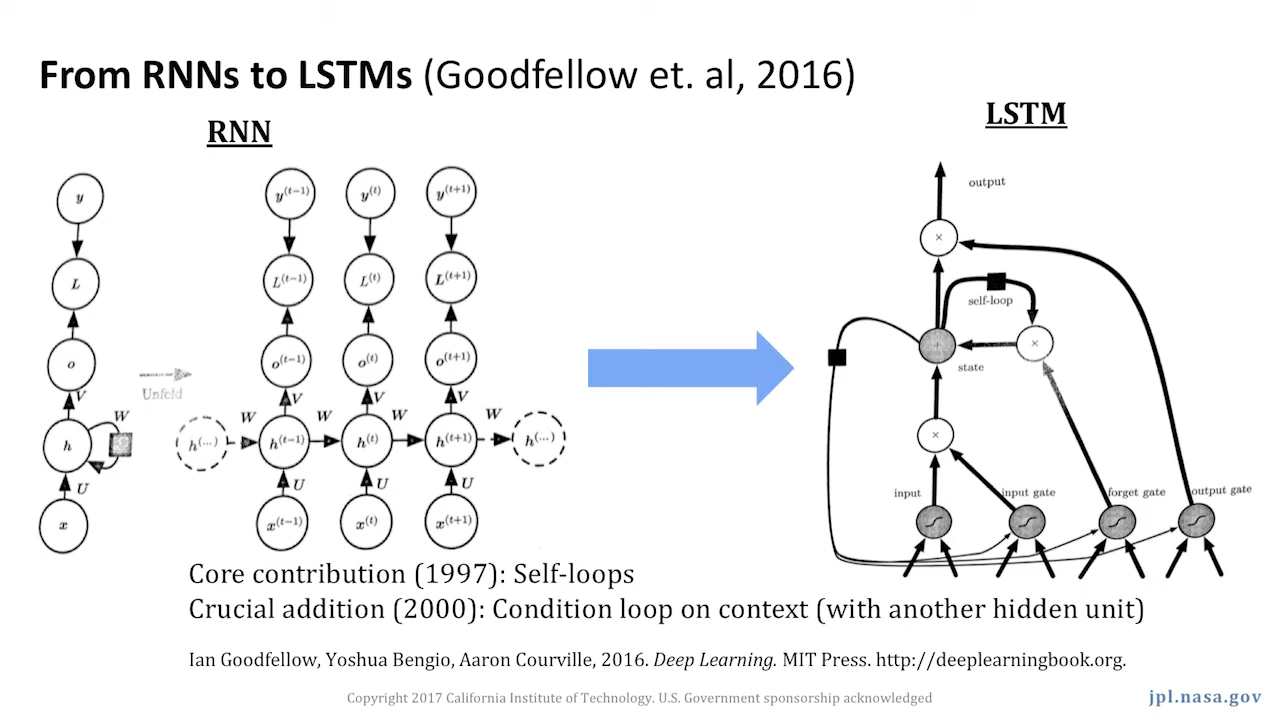 From RNNs to LSTMs (Goodfellow et. al, 2016)
RNN
LSTM
y
L
o
V
h
W
U
x
Unfold
y(t−1)
y(t)
y(t+1)
L(t−1)
L(t)
L(t+1)
o(t−1)
o(t)
o(t+1)
V
V
V
W
W
W
W
h(...)
h(t−1)
h(t)
h(t+1)
h(...)
U
U
U
x(t−1)
x(t)
x(t+1)
output
×
self-loop
+
×
state
×
input
input gate
forget gate
output gate
Core contribution (1997): Self-loops
Crucial addition (2000): Condition loop on context (with another hidden unit)
Ian Goodfellow, Yoshua Bengio, Aaron Courville, 2016. Deep Learning. MIT Press. http://deeplearningbook.org.
Copyright 2017 California Institute of Technology. U.S. Government sponsorship acknowledged
jpl.nasa.gov